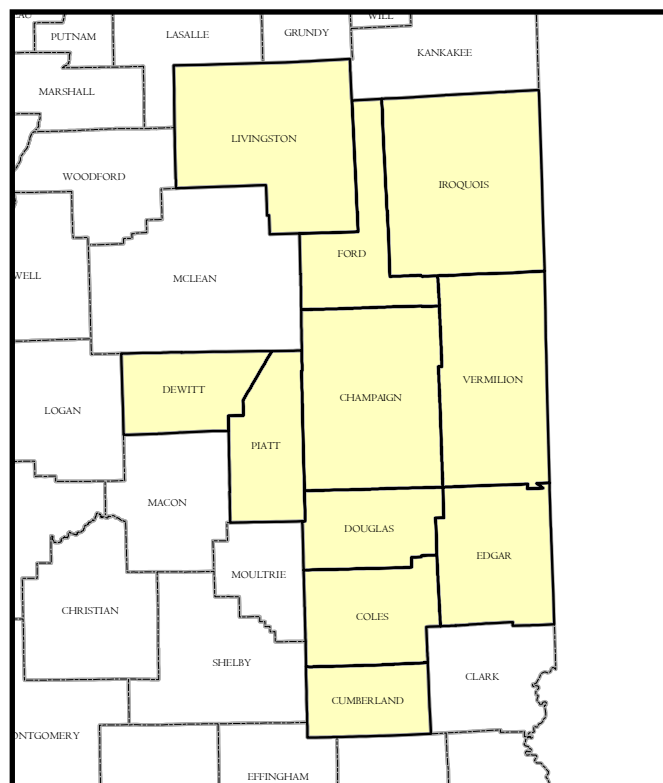 EAU
WILL
PUTNAM
LASALLE
GRUNDY
KANKAKEE
MARSHALL
LIVINGSTON
WOODFORD
IROQUOIS
FORD
WELL
MCLEAN
VERMILION
DEWITT
CHAMPAIGN
LOGAN
PIATT
MACON
DOUGLAS
EDGAR
MOULTRIE
CHRISTIAN
COLES
SHELBY
CLARK
CUMBERLAND
ONTGOMERY
EFFINGHAM